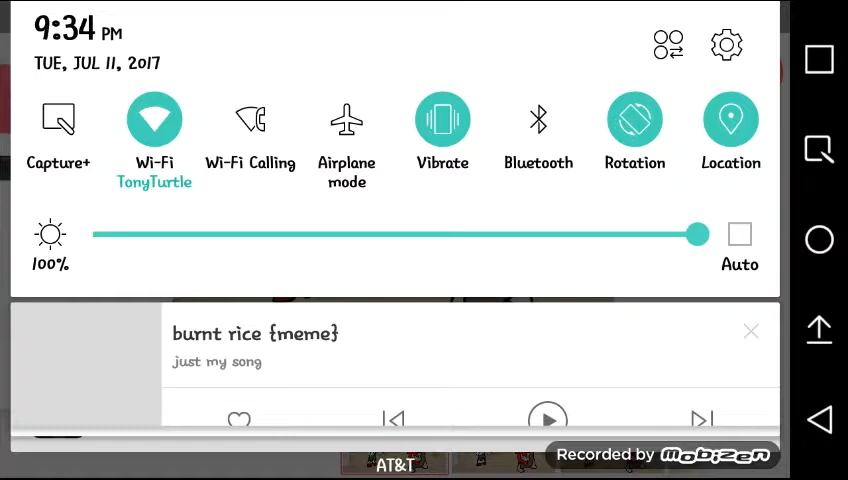 9:34 PM
TUE, JUL 11, 2017
Capture+
Wi-Fi
TonyTurtle
Wi-Fi Calling
Airplane
mode
Vibrate
Bluetooth
Rotation
Location
100%
Auto
burnt rice {meme}
just my song
Recorded by MOBIZEN
AT&T